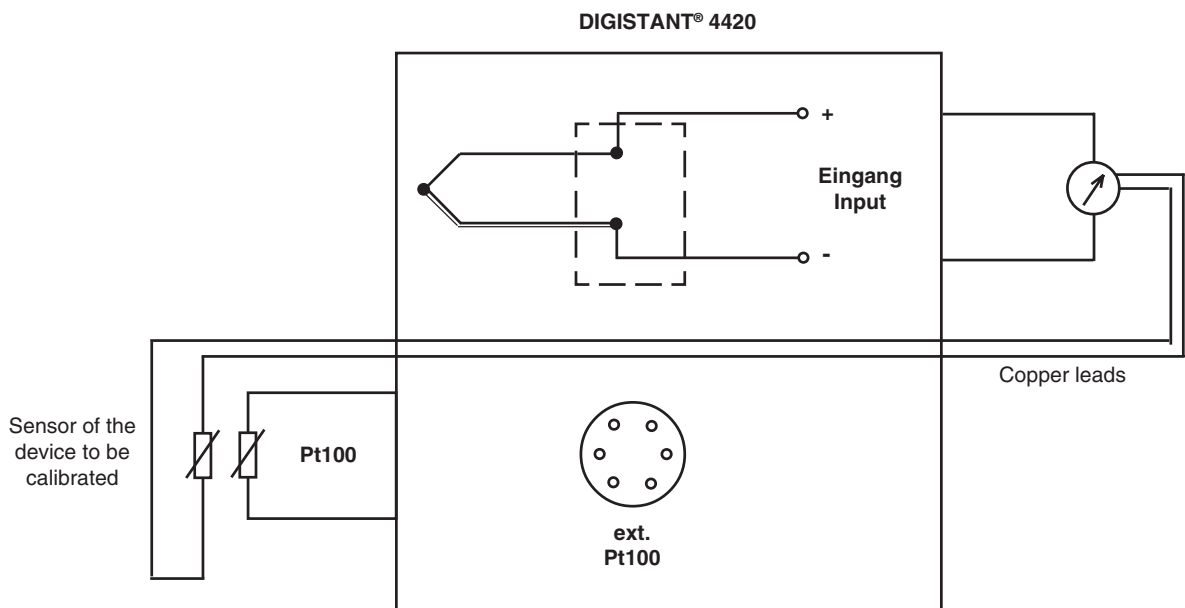 DIGISTANT® 4420
+
Eingang
Input
-
Copper leads
Sensor of the
device to be
calibrated
Pt100
ext.
Pt100